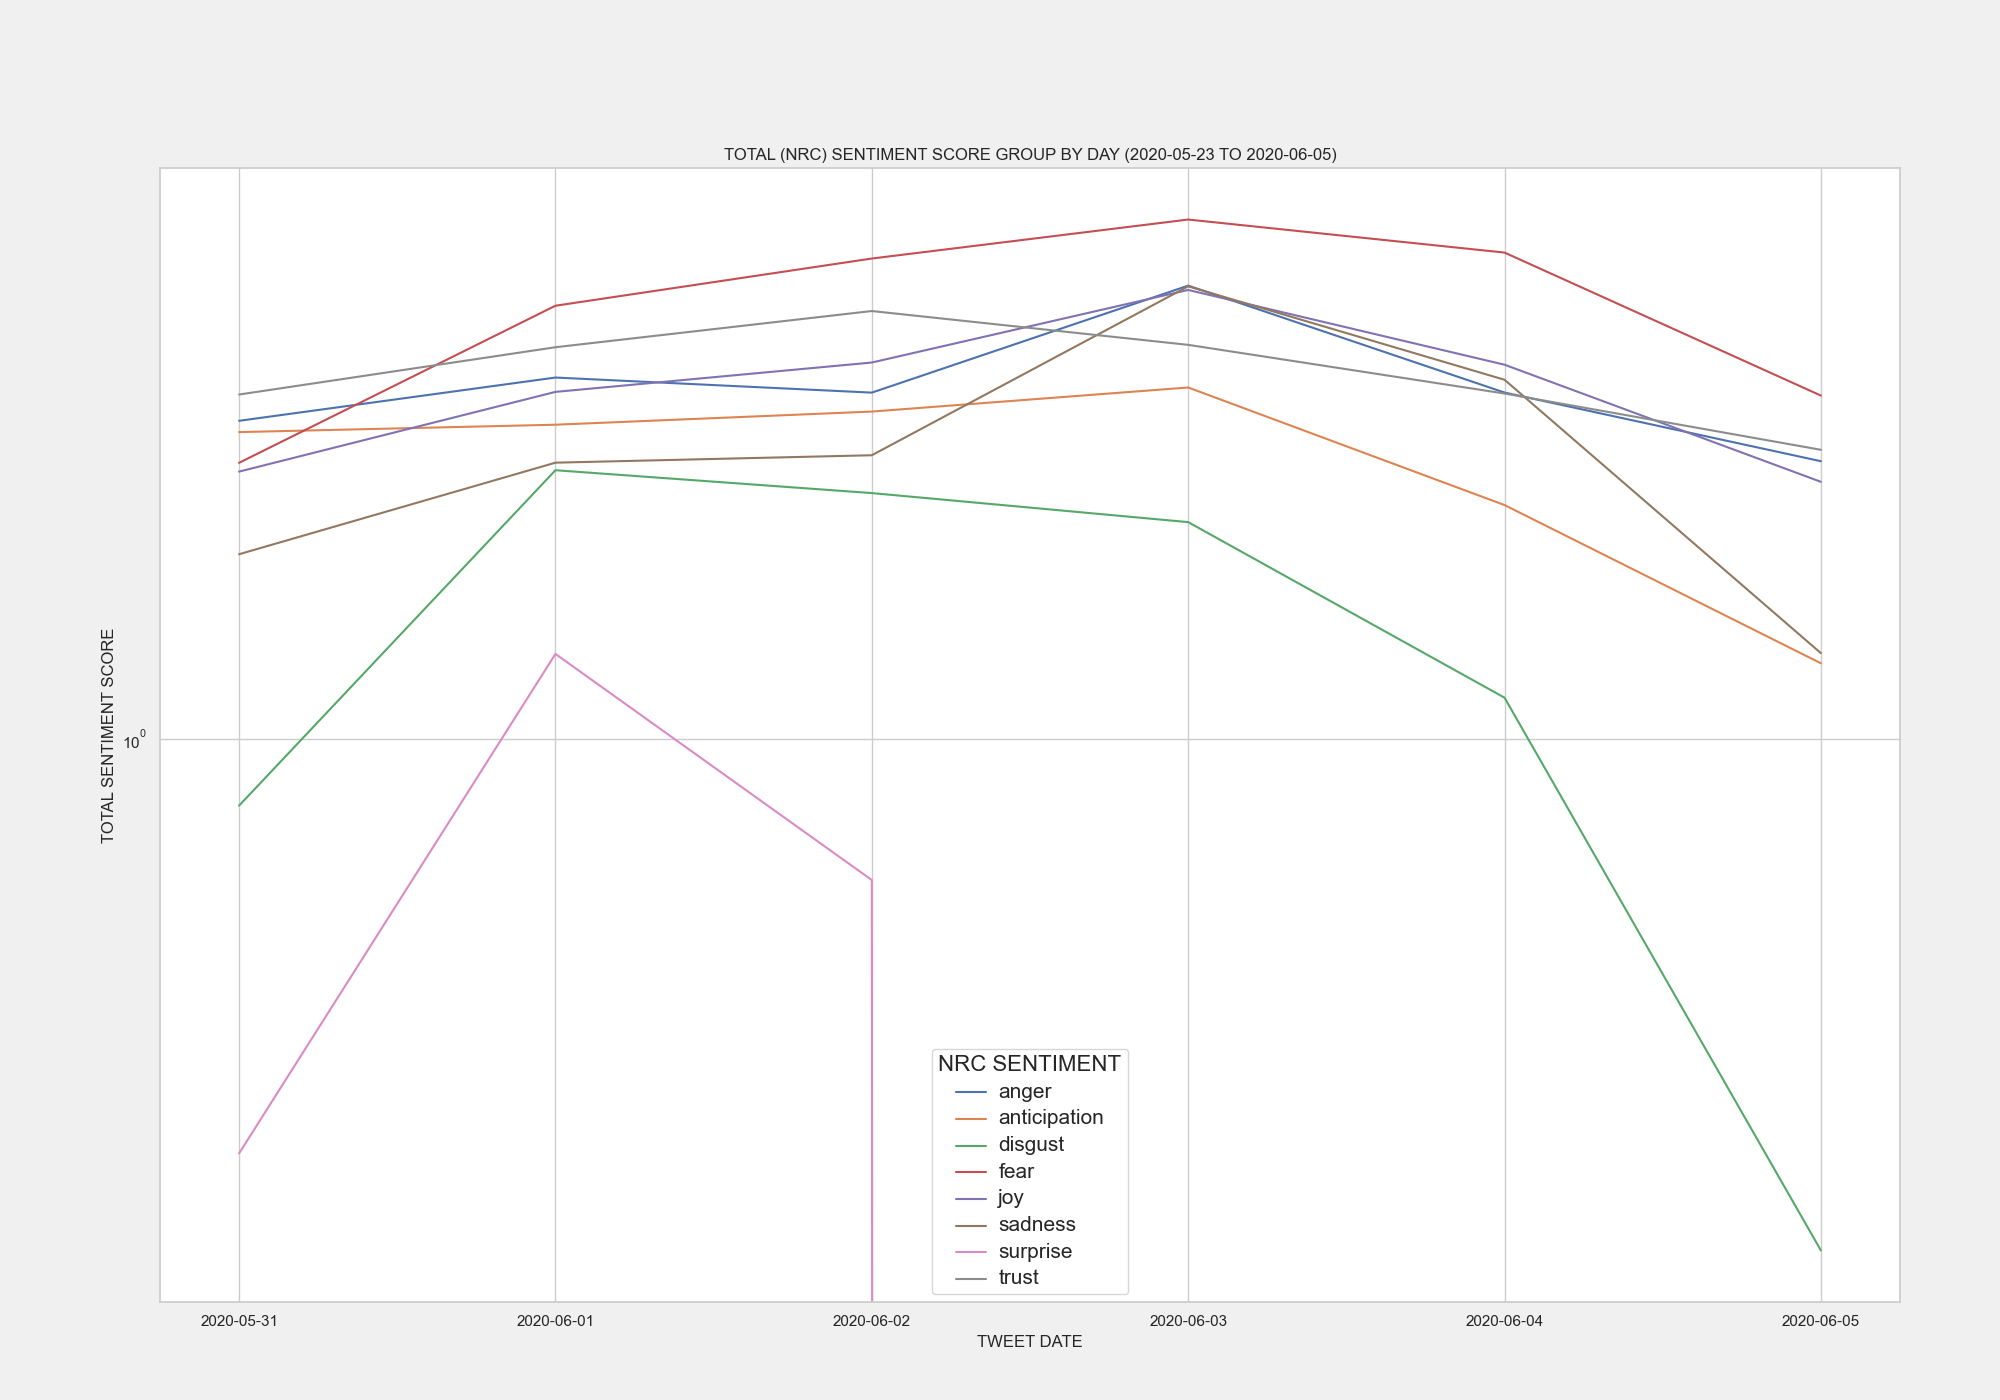 TOTAL (NRC) SENTIMENT SCORE GROUP BY DAY (2020-05-23 TO 2020-06-05)
TOTAL SENTIMENT SCORE
10⁰
NRC SENTIMENT
anger
anticipation
disgust
fear
joy
sadness
surprise
trust
2020-05-31 2020-06-01 2020-06-02 2020-06-03 2020-06-04 2020-06-05
TWEET DATE